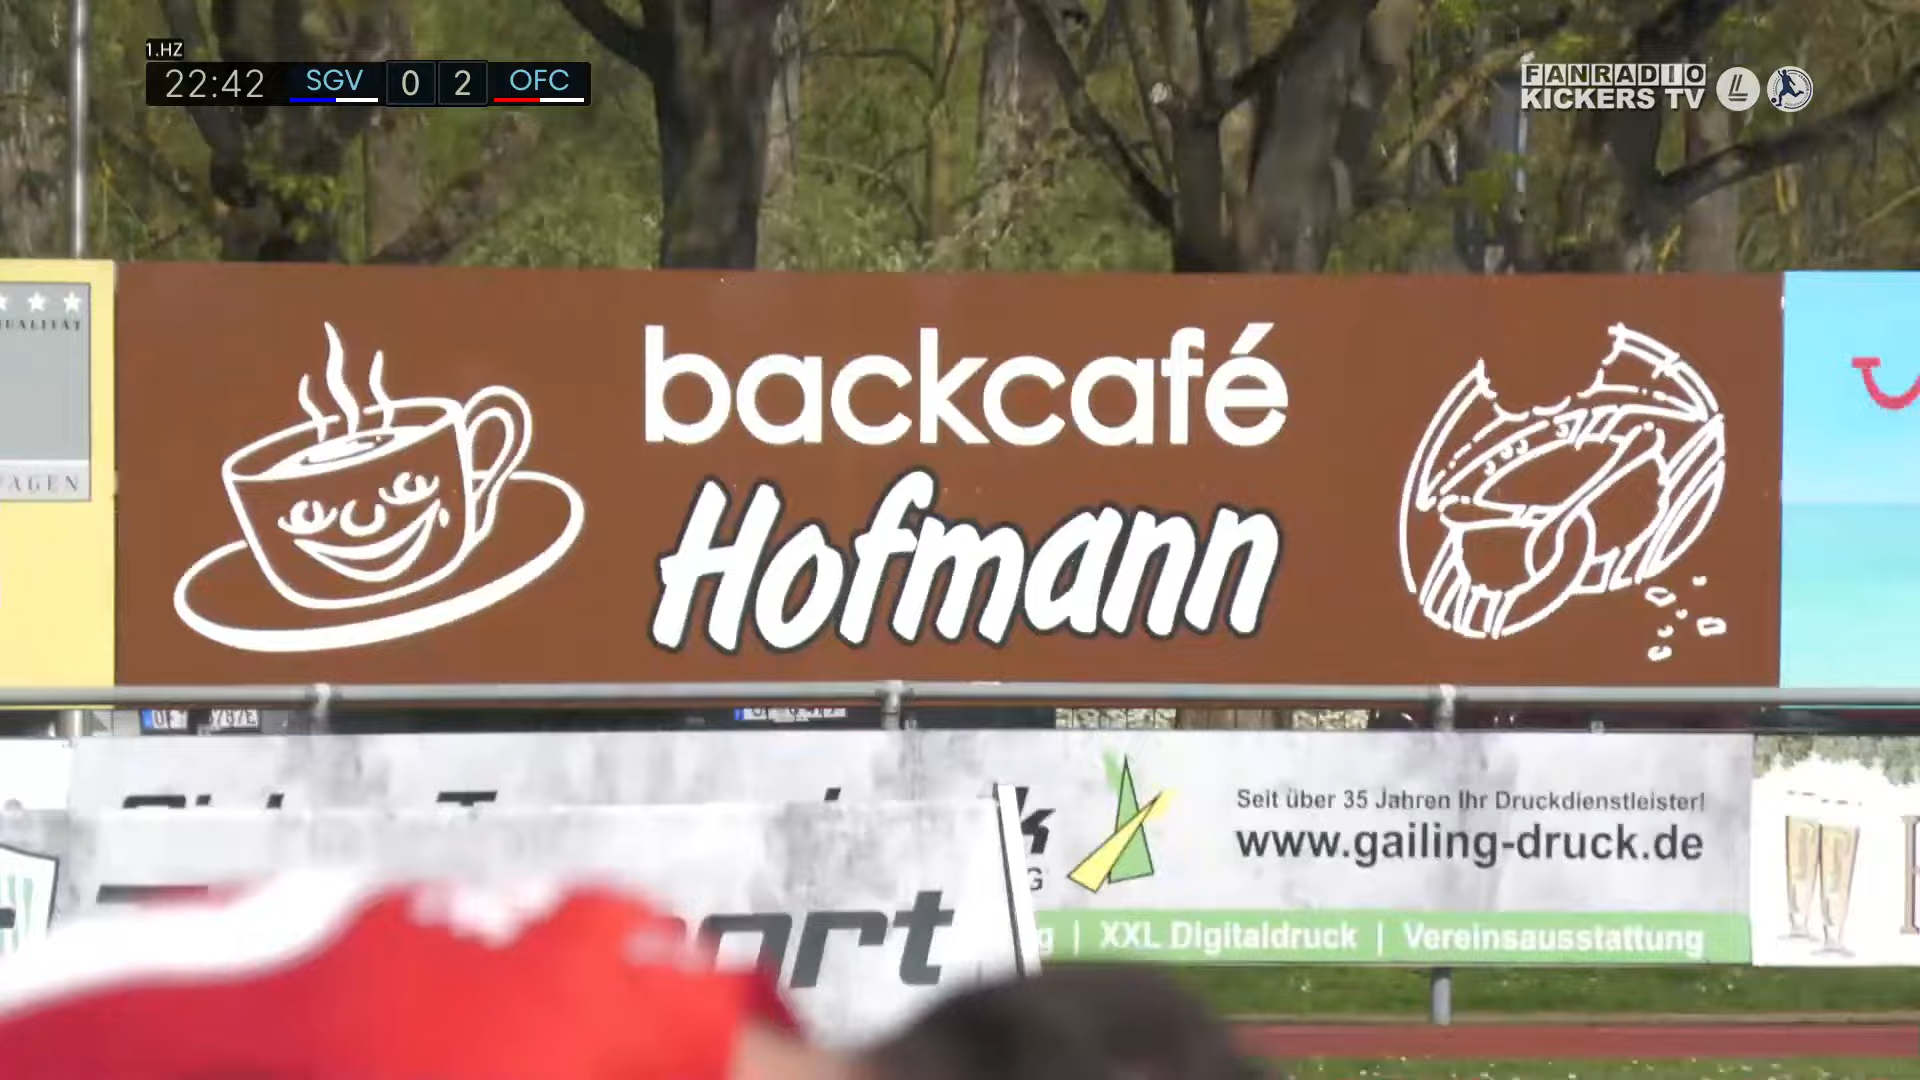 1.HZ
22:42 SGV 0 2 OFC
FANRADIO
KICKERS TV
backcafé
Hofmann
Seit über 35 Jahren Ihr Druckdienstleister!
www.gailing-druck.de
| XXL Digitaldruck | Vereinsausstattung